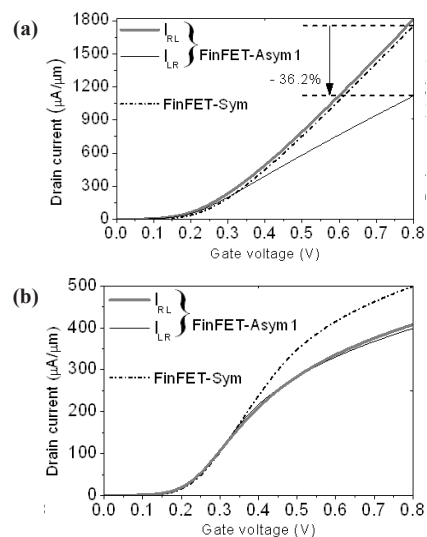 (a)
1800
1500
1200
900
600
300
0
Drain current (µA/µm)
I_RL
I_LR
} FinFET-Asym1
FinFET-Sym
- 36.2%
0.0 0.1 0.2 0.3 0.4 0.5 0.6 0.7 0.8
Gate voltage (V)
(b)
500
400
300
200
100
0
Drain current (µA/µm)
I_RL
I_LR
} FinFET-Asym1
FinFET-Sym
0.0 0.1 0.2 0.3 0.4 0.5 0.6 0.7 0.8
Gate voltage (V)